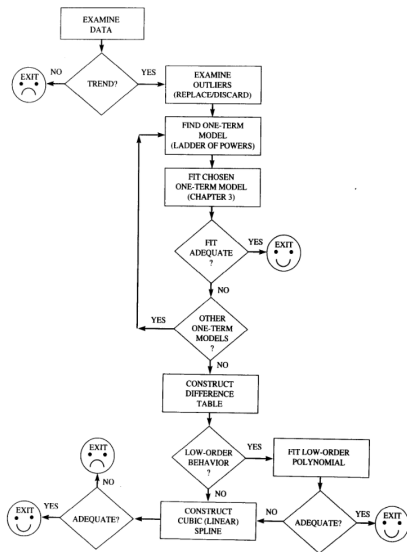 EXAMINE
DATA
EXIT
NO
TREND?
YES
EXAMINE
OUTLIERS
(REPLACE/DISCARD)
FIND ONE-TERM
MODEL
(LADDER OF POWERS)
FIT CHOSEN
ONE-TERM MODEL
(CHAPTER 3)
FIT
ADEQUATE
?
YES
EXIT
NO
YES
OTHER
ONE-TERM
MODELS
?
NO
CONSTRUCT
DIFFERENCE
TABLE
LOW-ORDER
BEHAVIOR
?
YES
FIT LOW-ORDER
POLYNOMIAL
NO
EXIT
NO
EXIT
YES
ADEQUATE?
CONSTRUCT
CUBIC (LINEAR)
SPLINE
NO
ADEQUATE?
YES
EXIT